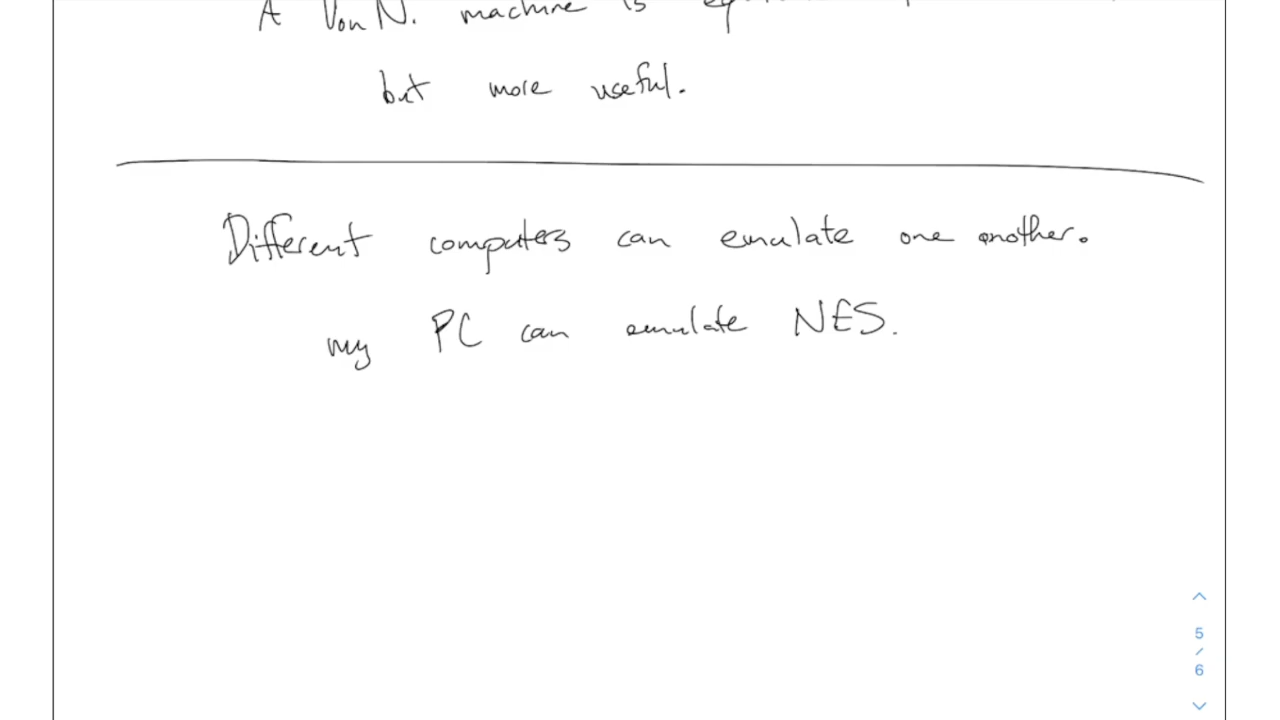 A Von N. machine is
but more useful.
Different computers can emulate one another.
my PC can emulate NES.
5
/
6